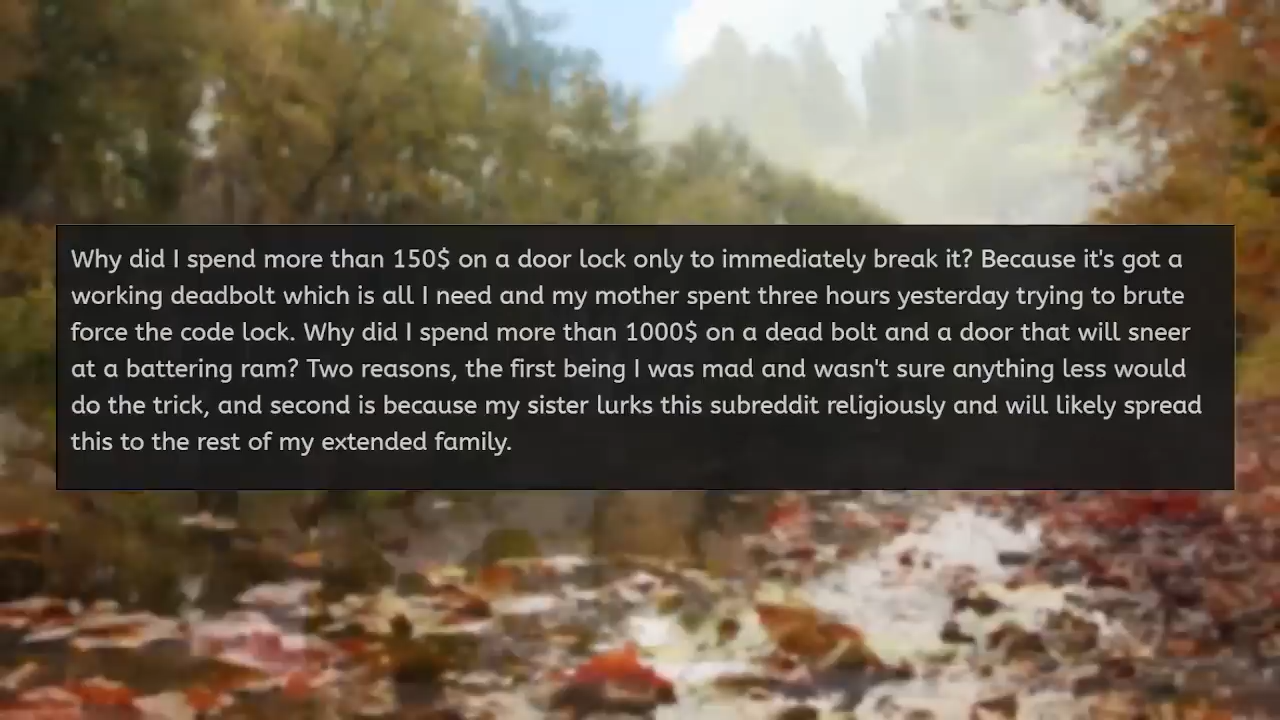 Why did I spend more than 150$ on a door lock only to immediately break it? Because it's got a
working deadbolt which is all I need and my mother spent three hours yesterday trying to brute
force the code lock. Why did I spend more than 1000$ on a dead bolt and a door that will sneer
at a battering ram? Two reasons, the first being I was mad and wasn't sure anything less would
do the trick, and second is because my sister lurks this subreddit religiously and will likely spread
this to the rest of my extended family.